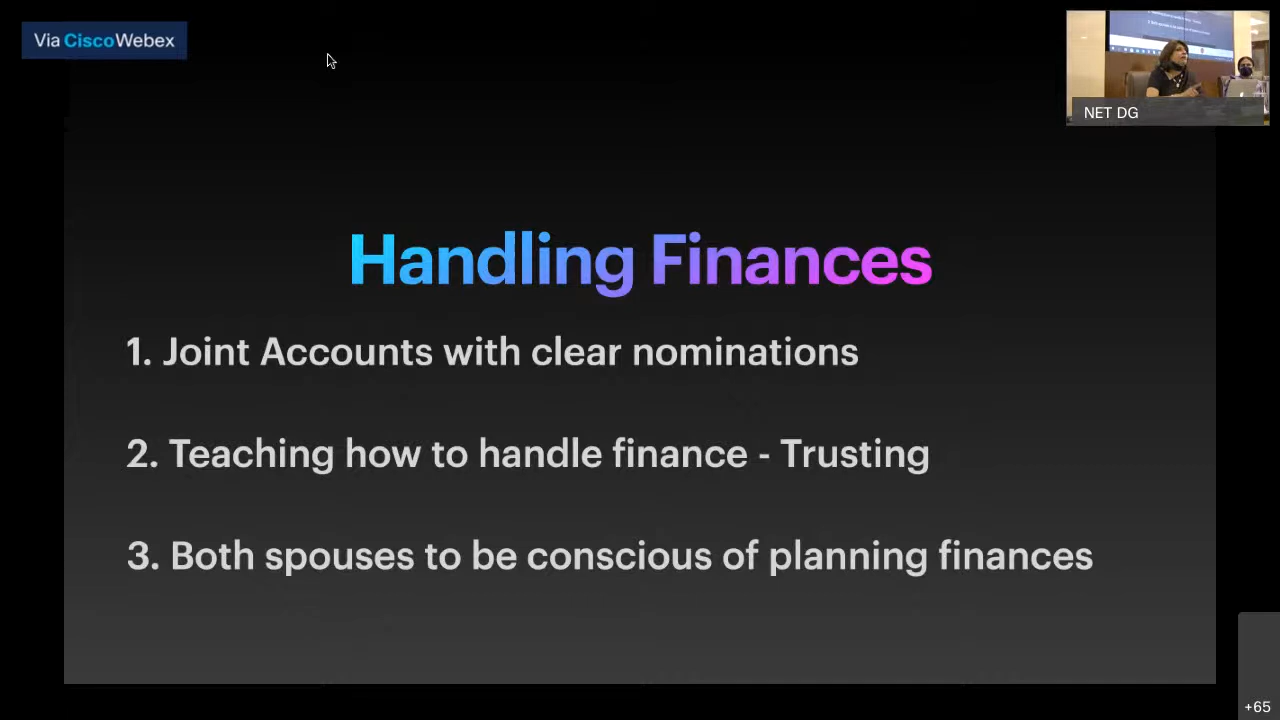 Via CiscoWebex
NET DG
Handling Finances
1. Joint Accounts with clear nominations
2. Teaching how to handle finance - Trusting
3. Both spouses to be conscious of planning finances
+65